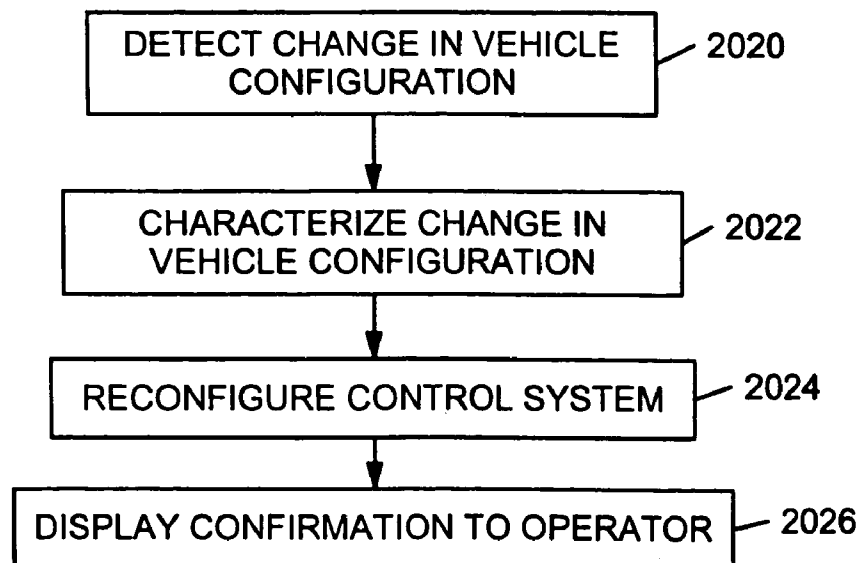 DETECT CHANGE IN VEHICLE
CONFIGURATION
2020
CHARACTERIZE CHANGE IN
VEHICLE CONFIGURATION
2022
RECONFIGURE CONTROL SYSTEM
2024
DISPLAY CONFIRMATION TO OPERATOR
2026